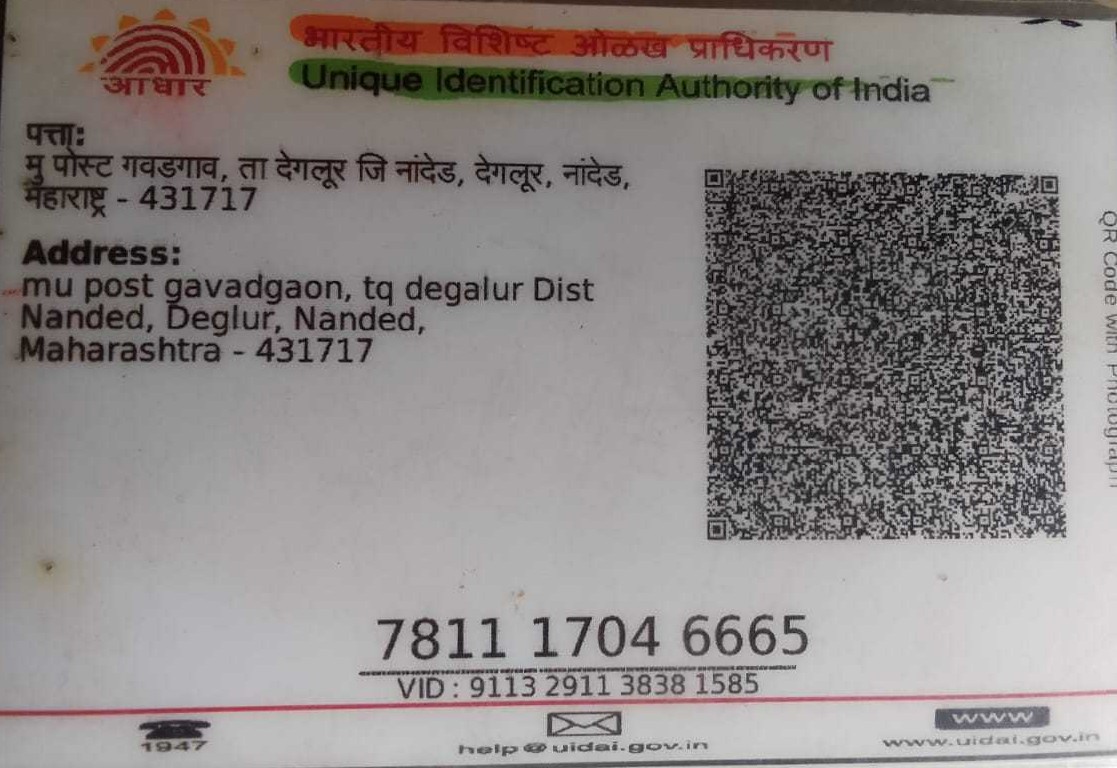 आधार
भारतीय विशिष्ट ओळख प्राधिकरण
Unique Identification Authority of India
पत्ता:
मु पोस्ट गवडगाव, ता देगलूर जि नांदेड, देगलूर, नांदेड,
महाराष्ट्र - 431717
Address:
mu post gavadgaon, tq degalur Dist
Nanded, Deglur, Nanded,
Maharashtra - 431717
QR Code with Photograph
7811 1704 6665
VID : 9113 2911 3838 1585
1947
help@uidai.gov.in
www
www.uidai.gov.in